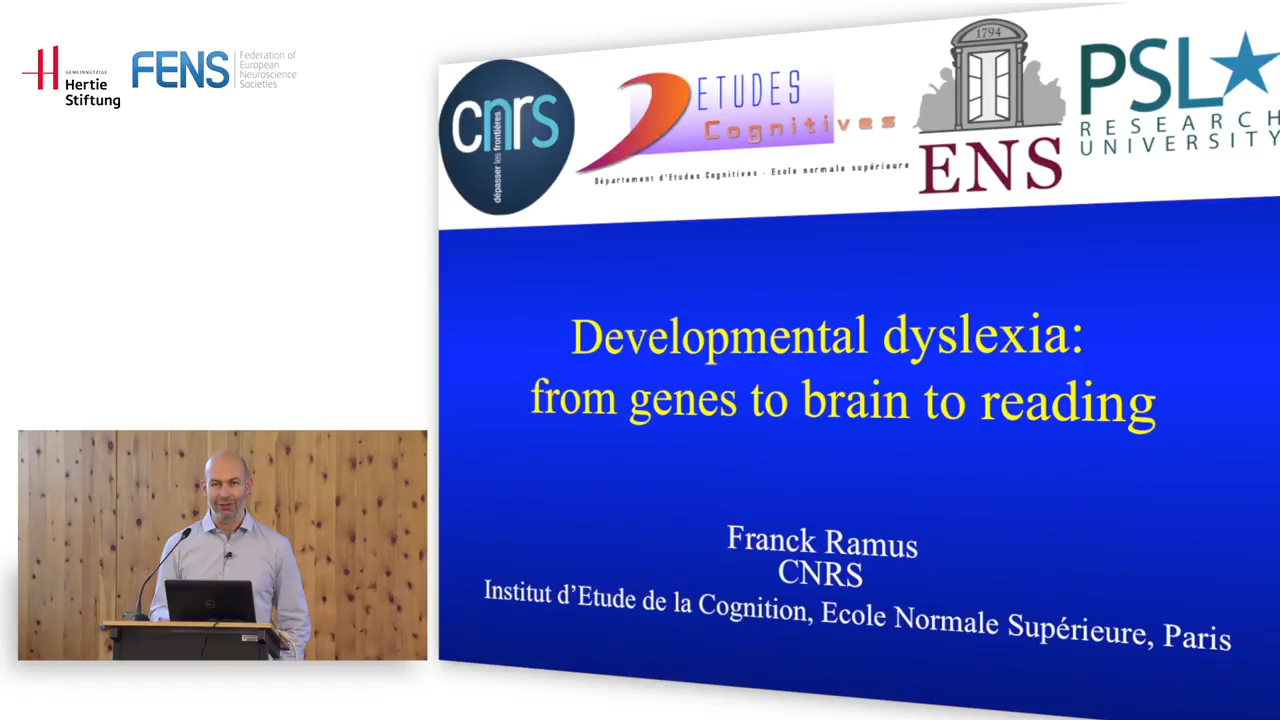 GEMEINNÜTZIGE
Hertie
Stiftung
FENS
Federation of
European
Neuroscience
Societies
cnrs
dépasser les frontières
ETUDES
Cognitives
Département d'Etudes Cognitives - Ecole normale supérieure
1794
ENS
PSL
RESEARCH
UNIVERSITY
Developmental dyslexia:
from genes to brain to reading
Franck Ramus
CNRS
Institut d'Etude de la Cognition, Ecole Normale Supérieure, Paris